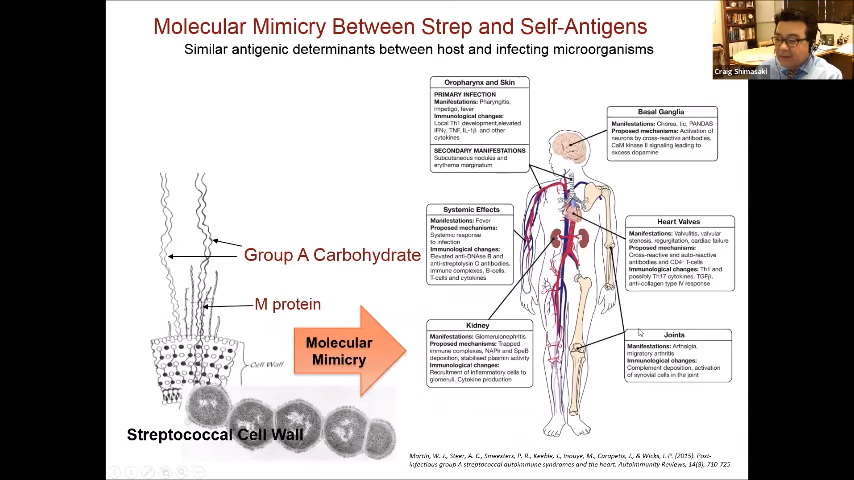 Molecular Mimicry Between Strep and Self-Antigens
Similar antigenic determinants between host and infecting microorganisms
Craig Shimasaki
Oropharynx and Skin
PRIMARY INFECTION
Manifestations: Pharyngitis,
impetigo, fever
Immunological changes:
Local Th1 development,elevated
IFNγ, TNF, IL-1β and other
cytokines
SECONDARY MANIFESTATIONS
Subcutaneous nodules and
erythema marginatum
Basal Ganglia
Manifestations: Chorea, tic, PANDAS
Proposed mechanisms: Activation of
neurons by cross-reactive antibodies,
CaM kinase II signaling leading to
excess dopamine
Systemic Effects
Manifestations: Fever
Proposed mechanisms:
Systemic response
to infection
Immunological changes:
Elevated anti-DNAse B and
anti-streptolysin O antibodies,
immune complexes, B-cells,
T-cells and cytokines
Heart Valves
Manifestations: Valvulitis, valvular
stenosis, regurgitation, cardiac failure
Proposed mechanisms:
Cross-reactive and auto-reactive
antibodies and CD4+ T-cells
Immunological changes: Th1 and
possibly Th17 cytokines, TGFβ,
anti-collagen type IV response
Kidney
Manifestations: Glomerulonephritis
Proposed mechanisms: Trapped
immune complexes, NAPlr and SpeB
deposition, stabilised plasmin activity
Immunological changes:
Recruitment of inflammatory cells to
glomeruli. Cytokine production
Joints
Manifestations: Arthalgia,
migratory arthritis
Immunological changes:
Complement deposition, activation
of synovial cells in the joint
Group A Carbohydrate
M protein
Molecular
Mimicry
Cell Wall
Streptococcal Cell Wall
Martin, W. J., Steer, A. C., Smeesters, P. R., Keeble, J., Inouye, M., Carapetis, J., & Wicks, I. P. (2015). Post-
infectious group A streptococcal autoimmune syndromes and the heart. Autoimmunity Reviews, 14(8), 710-725